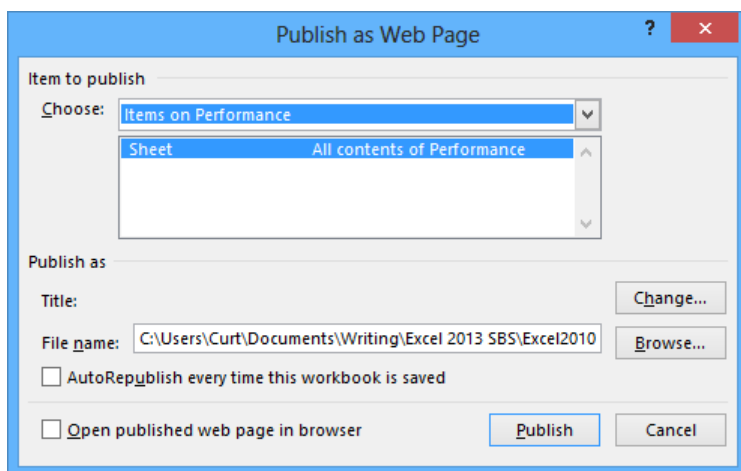 Publish as Web Page ? ×
Item to publish
Choose: Items on Performance
Sheet All contents of Performance
Publish as
Title: Change...
File name: C:\Users\Curt\Documents\Writing\Excel 2013 SBS\Excel2010 Browse...
AutoRepublish every time this workbook is saved
Open published web page in browser Publish Cancel